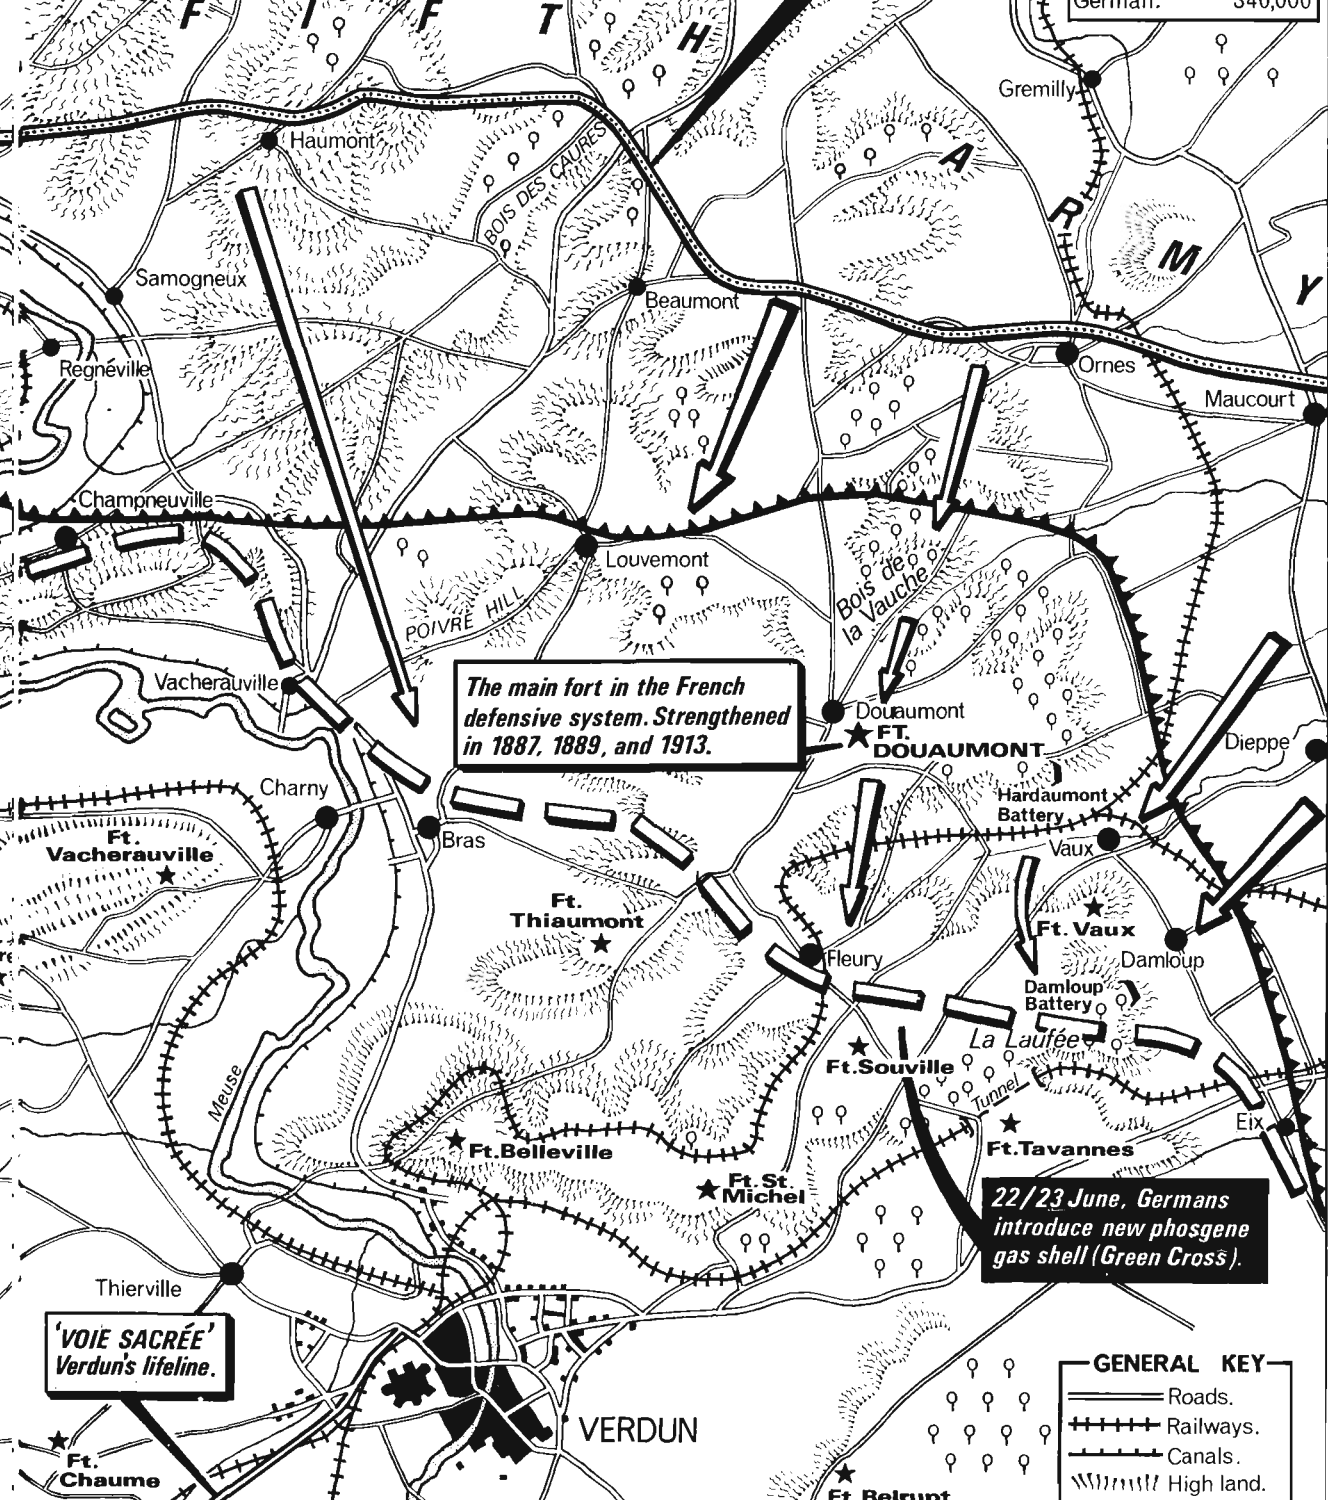 German. 340,000
F I F T H
A R M Y
Gremilly
Haumont
BOIS DES CAURES
Samogneux
Beaumont
Regnéville
Ornes
Maucourt
Champneuville
Louvemont
Bois de
la Vauche
POIVRE HILL
Vacherauville
The main fort in the French
defensive system. Strengthened
in 1887, 1889, and 1913.
Douaumont
FT.
DOUAUMONT
Dieppe
Charny
Hardaumont
Battery
Ft.
Vacherauville
Bras
Vaux
Ft.
Thiaumont
Ft. Vaux
Fleury
Damloup
Damloup
Battery
La Laufée
Ft. Souville
Meuse
Tunnel
Eix
Ft. Belleville
Ft. Tavannes
Ft. St.
Michel
22/23 June, Germans
introduce new phosgene
gas shell (Green Cross).
Thierville
'VOIE SACRÉE'
Verdun's lifeline.
GENERAL KEY
Roads.
Railways.
Canals.
High land.
VERDUN
Ft.
Chaume
Ft. Belrupt